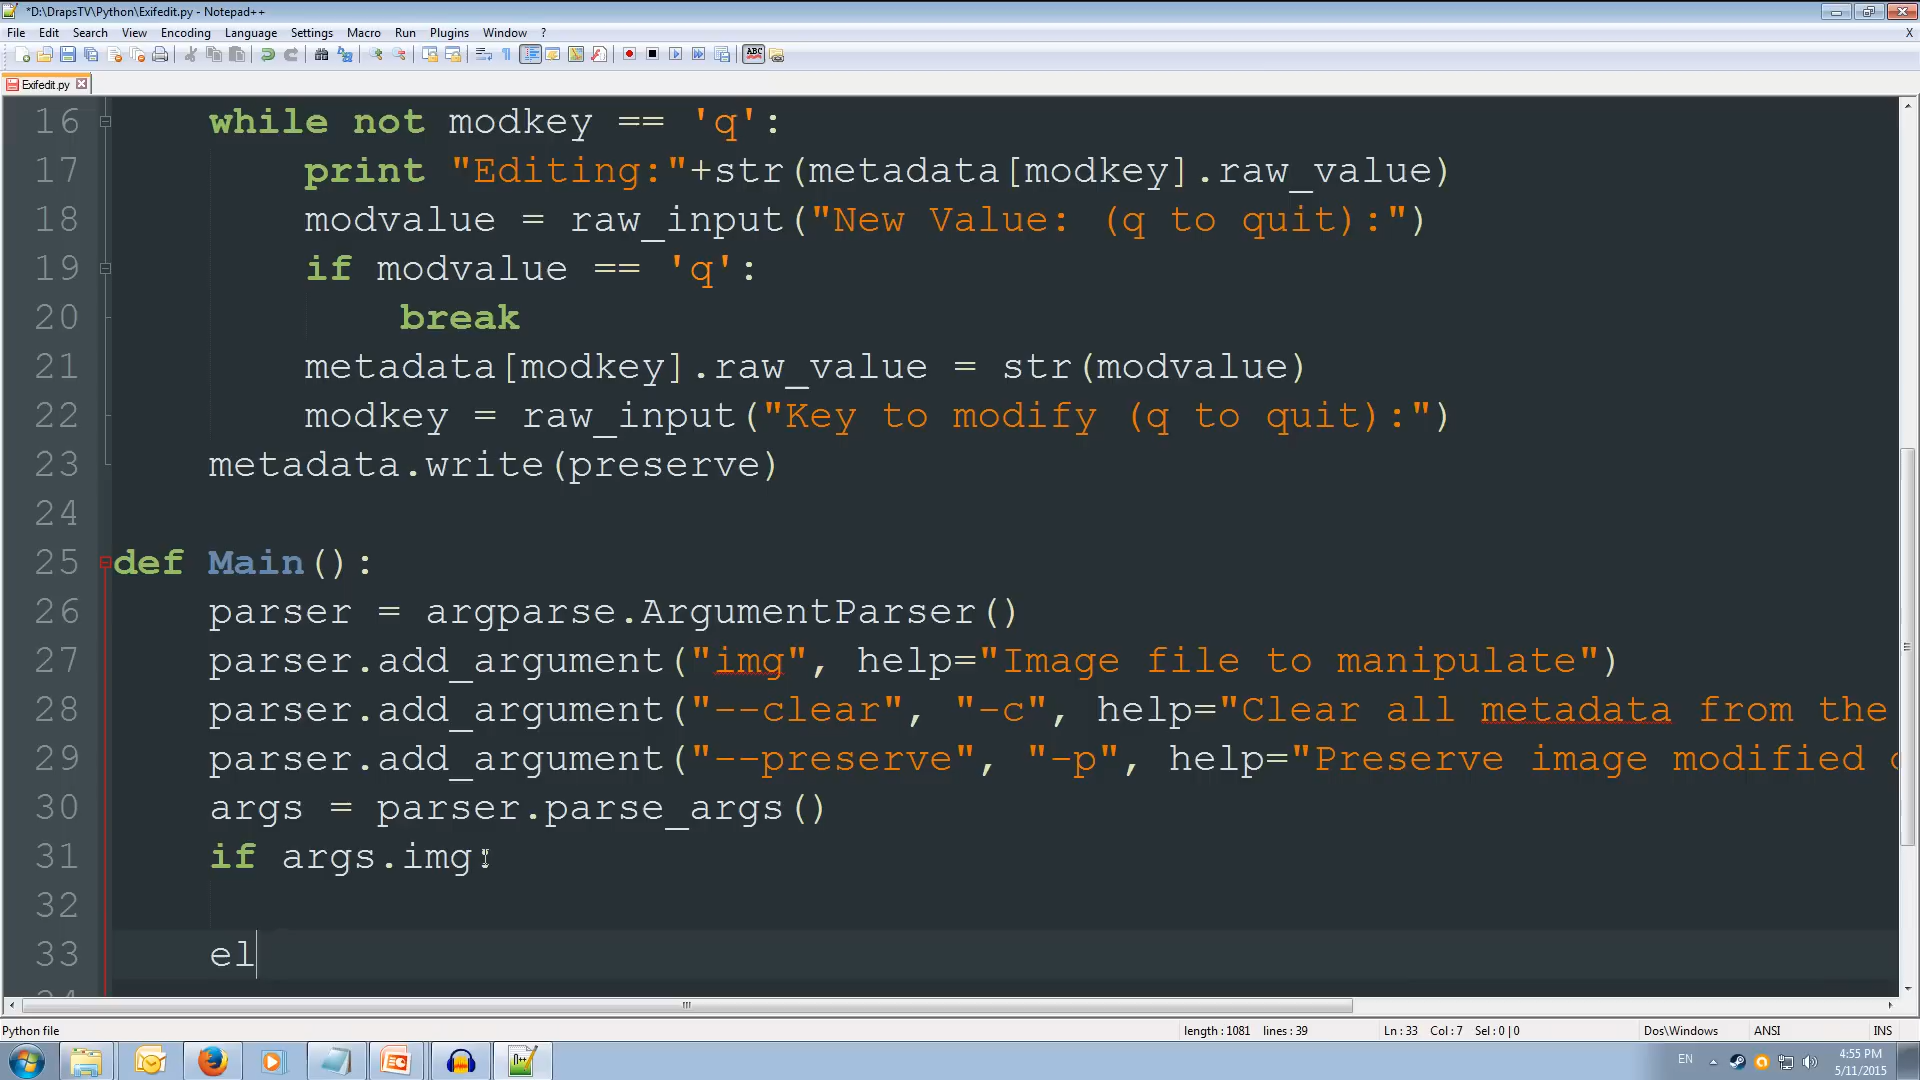 *D:\DrapsTV\Python\Exifedit.py - Notepad++
File Edit Search View Encoding Language Settings Macro Run Plugins Window ? X
ABC
Exifedit.py
16 while not modkey == 'q':
17 print "Editing:"+str(metadata[modkey].raw_value)
18 modvalue = raw_input("New Value: (q to quit):")
19 if modvalue == 'q':
20 break
21 metadata[modkey].raw_value = str(modvalue)
22 modkey = raw_input("Key to modify (q to quit):")
23 metadata.write(preserve)
24
25 def Main():
26 parser = argparse.ArgumentParser()
27 parser.add_argument("img", help="Image file to manipulate")
28 parser.add_argument("--clear", "-c", help="Clear all metadata from the
29 parser.add_argument("--preserve", "-p", help="Preserve image modified
30 args = parser.parse_args()
31 if args.img:
32
33 el
Python file length : 1081 lines : 39 Ln : 33 Col : 7 Sel : 0 | 0 Dos\Windows ANSI INS
EN 4:55 PM
5/11/2015